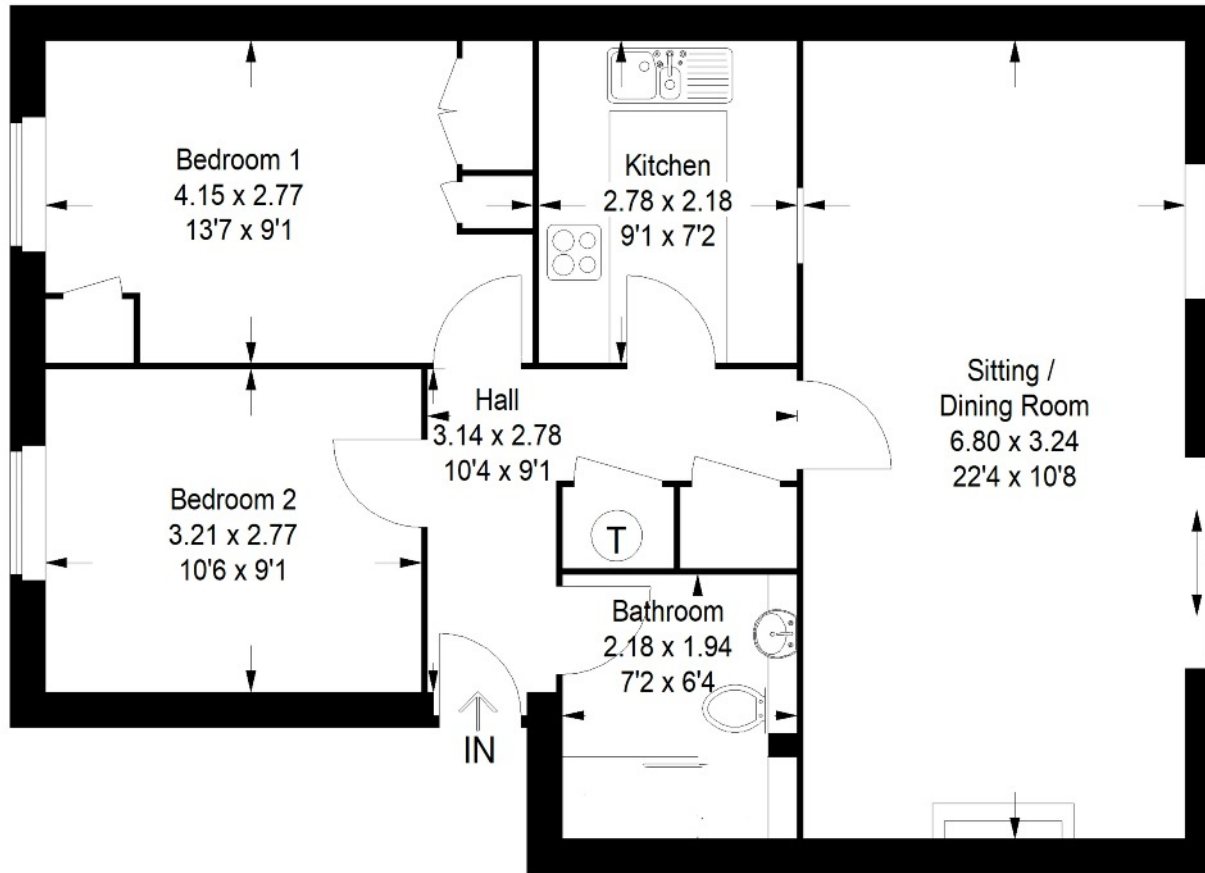 Bedroom 1
4.15 x 2.77
13'7 x 9'1
Kitchen
2.78 x 2.18
9'1 x 7'2
Sitting /
Dining Room
6.80 x 3.24
22'4 x 10'8
Hall
3.14 x 2.78
10'4 x 9'1
Bedroom 2
3.21 x 2.77
10'6 x 9'1
T
Bathroom
2.18 x 1.94
7'2 x 6'4
IN